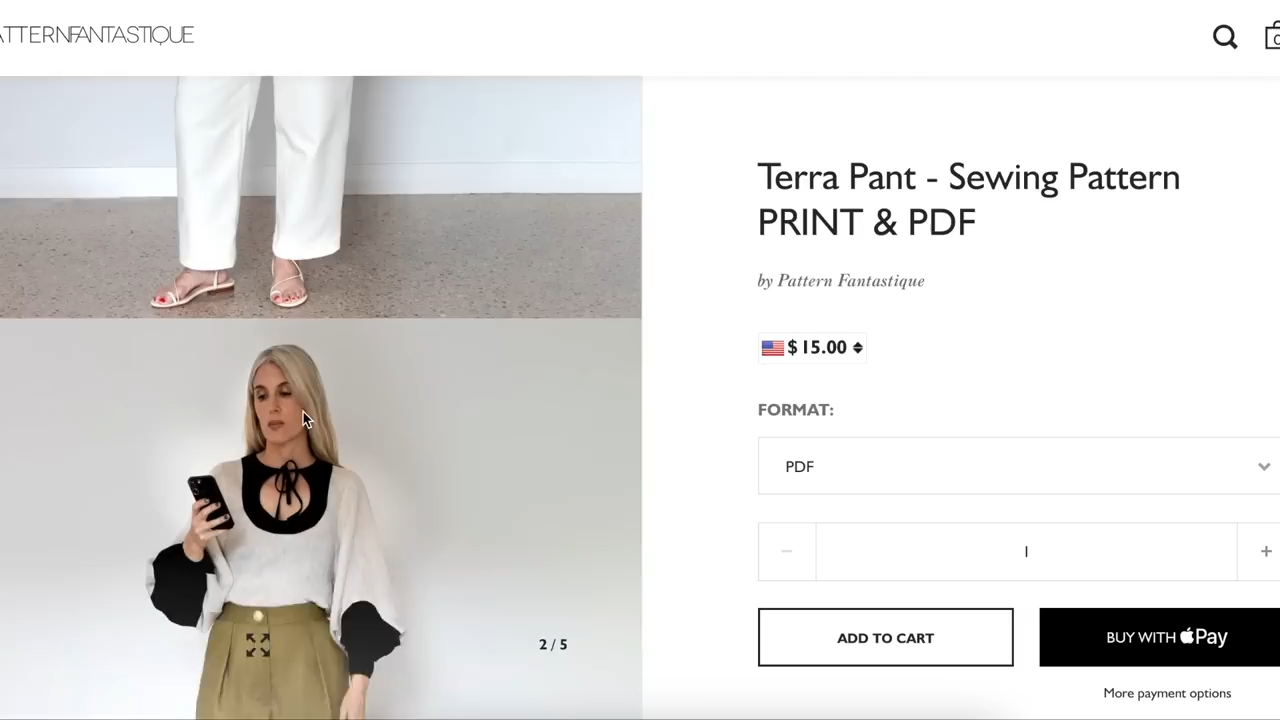 ATTERNFANTASTIQUE
Terra Pant - Sewing Pattern
PRINT & PDF
by Pattern Fantastique
$ 15.00
FORMAT:
PDF
1
2 / 5
ADD TO CART
BUY WITH Pay
More payment options